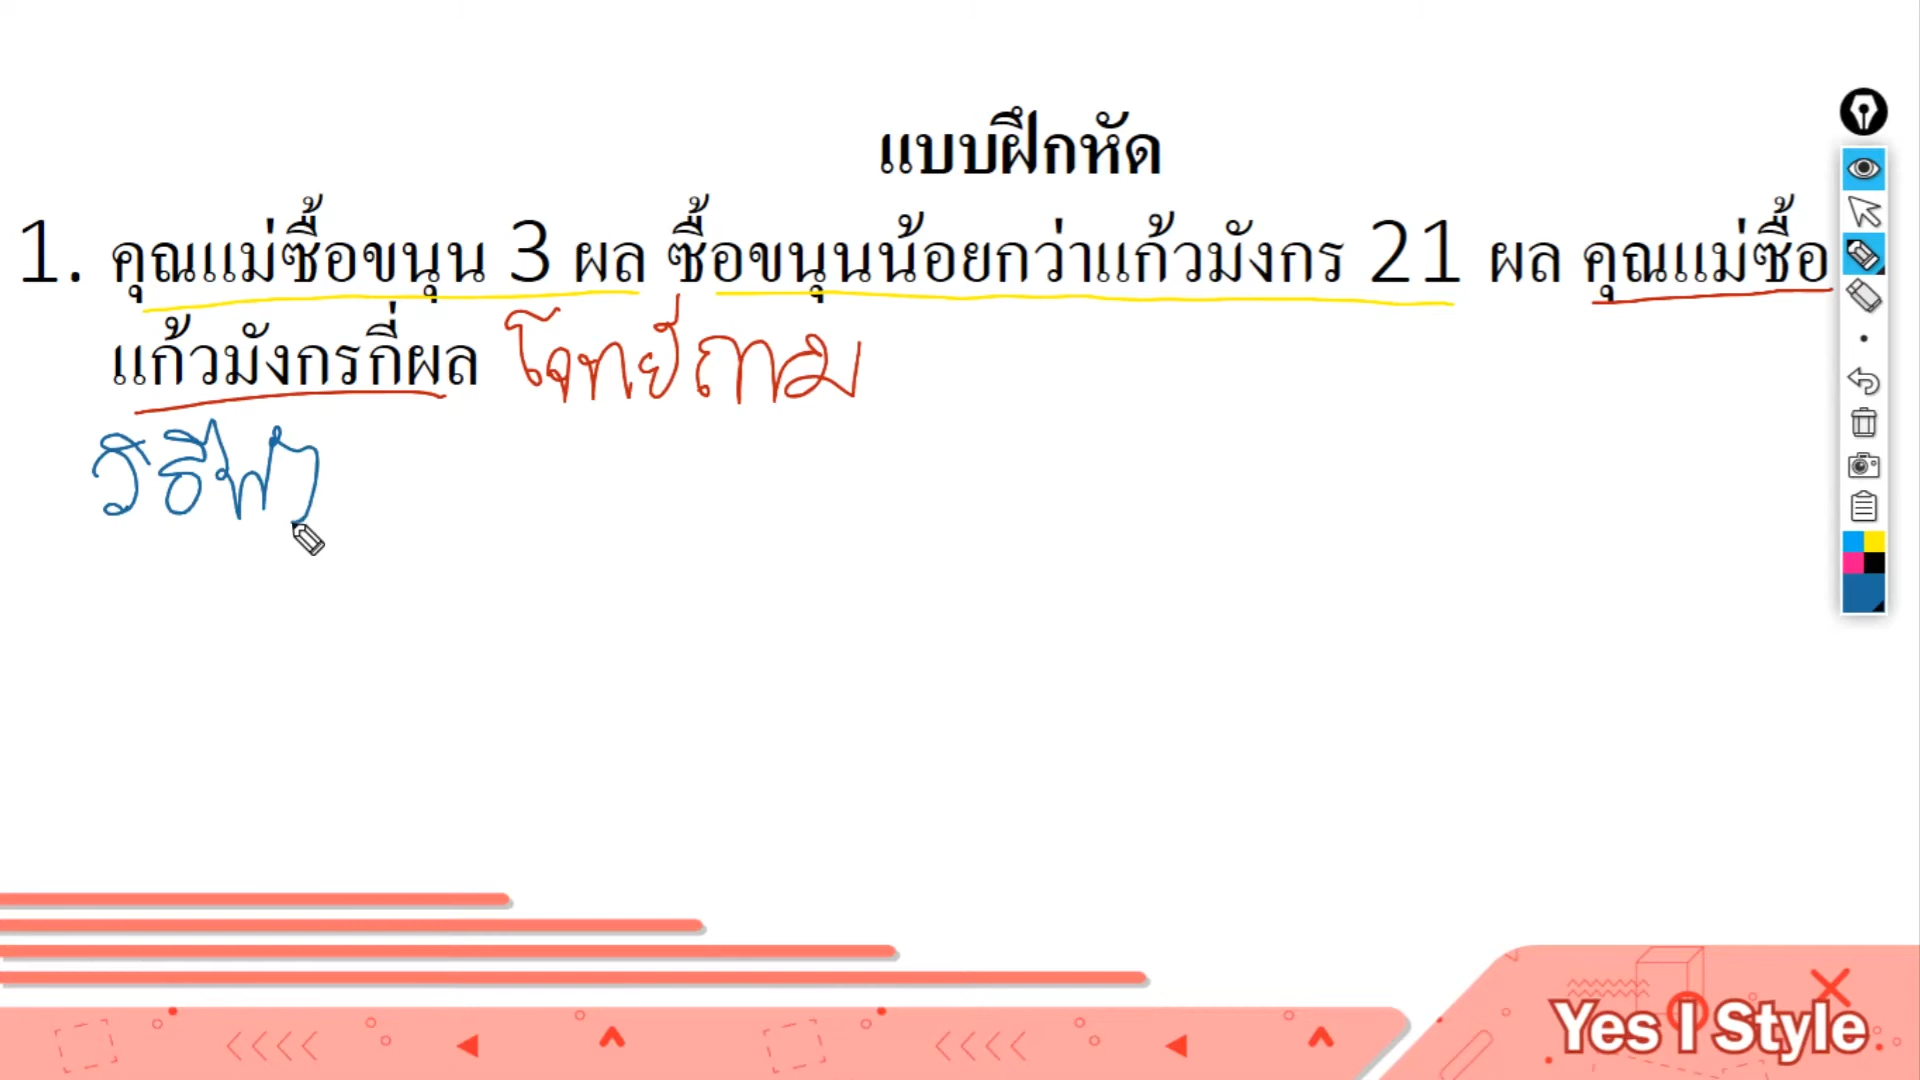 แบบฝึกหัด
1. คุณแม่ซื้อขนุน 3 ผล ซื้อขนุนน้อยกว่าแก้วมังกร 21 ผล คุณแม่ซื้อ
แก้วมังกรกี่ผล โจทย์ถาม
วิธี
Yes I Style